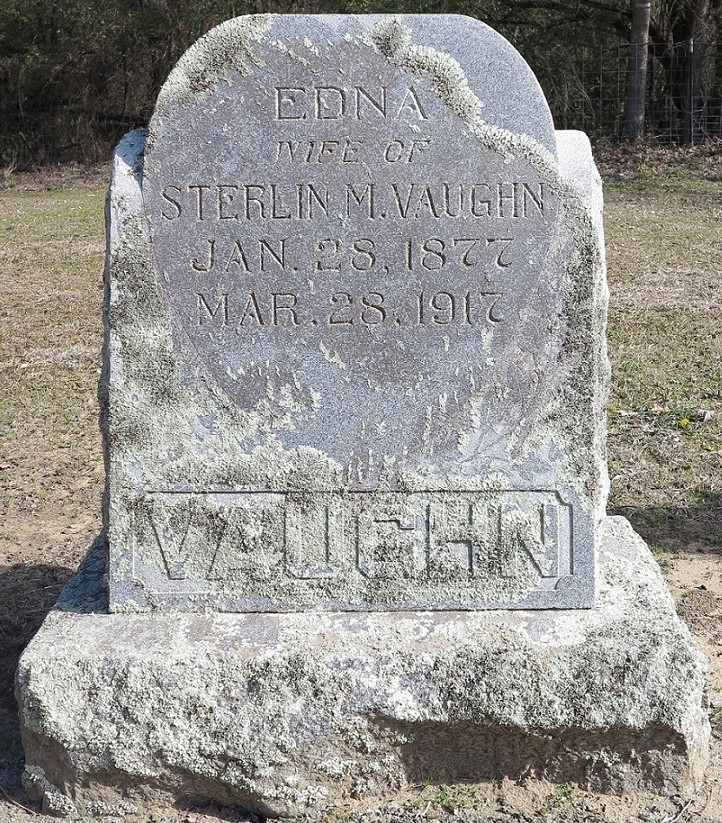 EDNA
WIFE OF
STERLIN M. VAUGHN
JAN. 28, 1877
MAR. 28. 1917
VAUGHN